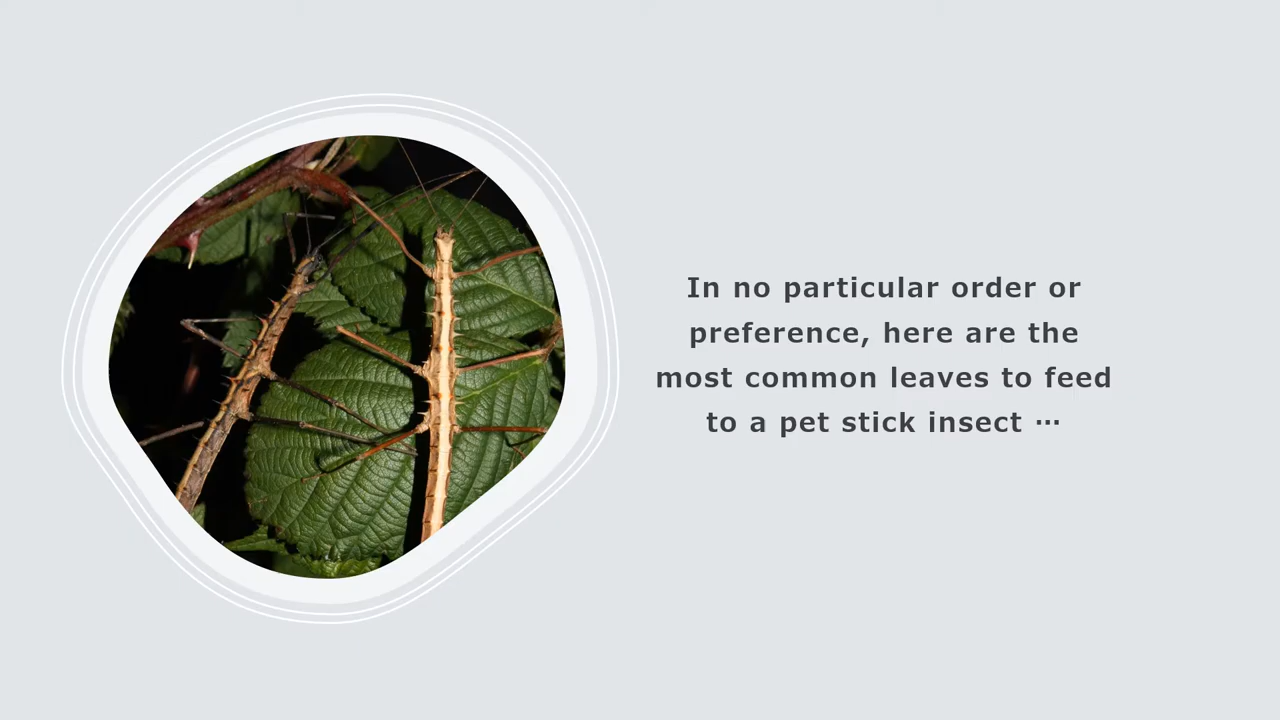 In no particular order or
preference, here are the
most common leaves to feed
to a pet stick insect ⋯